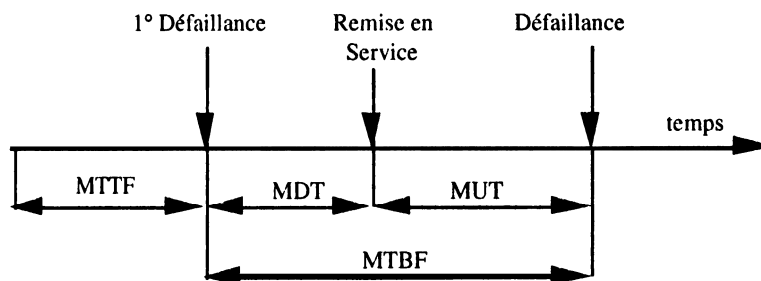 1° Défaillance
Remise en
Service
Défaillance
temps
MTTF
MDT
MUT
MTBF